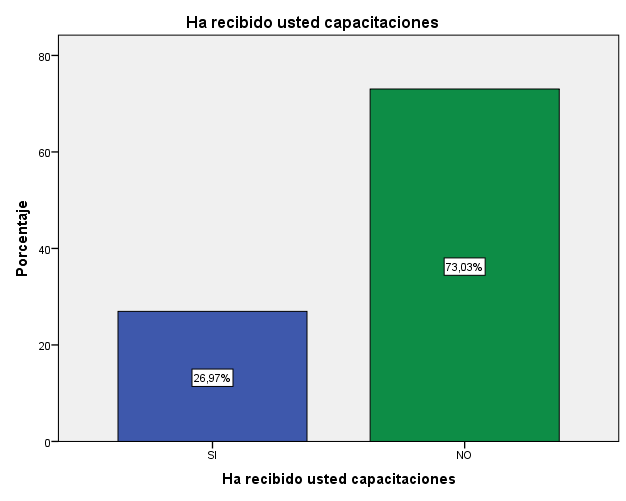 Ha recibido usted capacitaciones
80
60
40
20
0
Porcentaje
26,97%
73,03%
SI
NO
Ha recibido usted capacitaciones